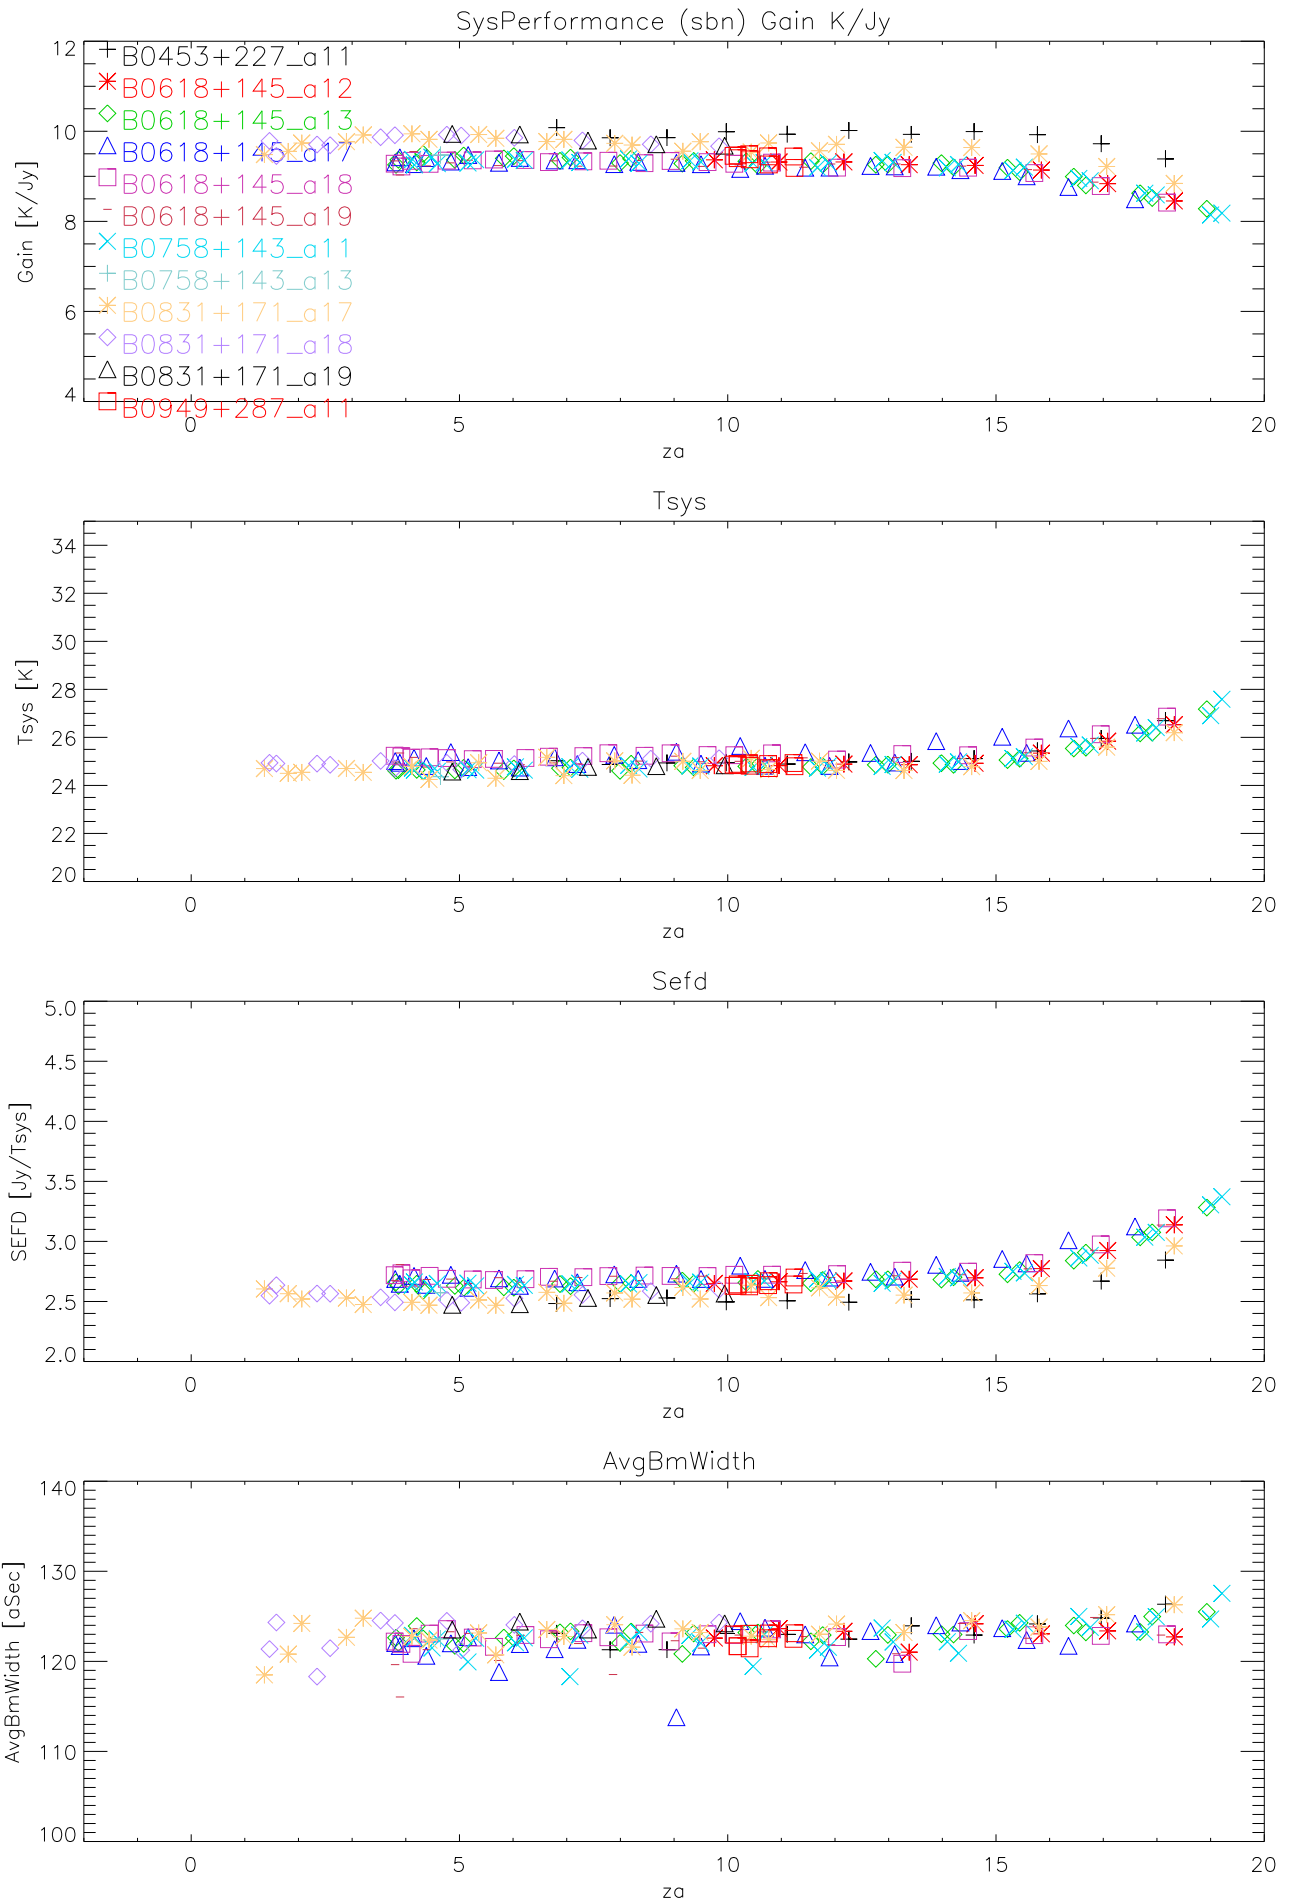 SysPerformance (sbn) Gain K/Jy
12
10
8
6
4
Gain [K/Jy]
B0453+227_a11
B0618+145_a12
B0618+145_a13
B0618+145_a17
B0618+145_a18
B0618+145_a19
B0758+143_a11
B0758+143_a13
B0831+171_a17
B0831+171_a18
B0831+171_a19
B0949+287_a11
0 5 10 15 20
za
Tsys
34
32
30
28
26
24
22
20
Tsys [K]
0 5 10 15 20
za
Sefd
5.0
4.5
4.0
3.5
3.0
2.5
2.0
SEFD [Jy/Tsys]
0 5 10 15 20
za
AvgBmWidth
140
130
120
110
100
AvgBmWidth [aSec]
0 5 10 15 20
za